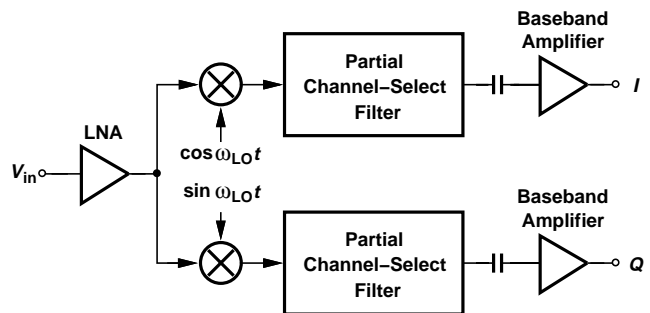 Baseband
Amplifier
Partial
Channel−Select
Filter
I
LNA
cos ω_LO t
V_in
sin ω_LO t
Baseband
Amplifier
Partial
Channel−Select
Filter
Q